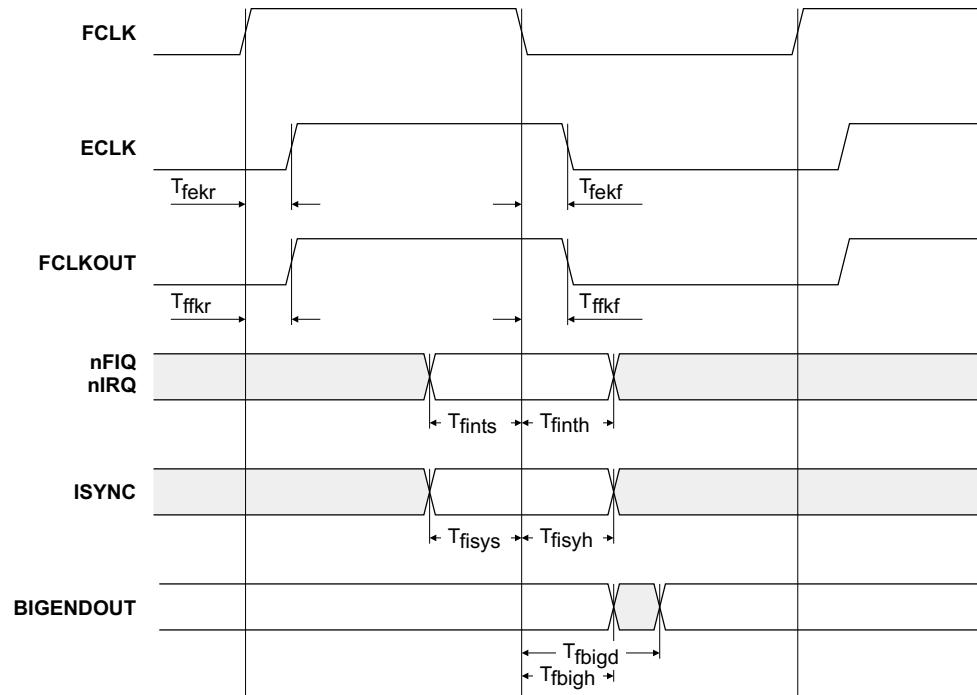 FCLK
ECLK
Tfekr
Tfekf
FCLKOUT
Tffkr
Tffkf
nFIQ
nIRQ
Tfints
Tfinth
ISYNC
Tfisys
Tfisyh
BIGENDOUT
Tfbigd
Tfbigh